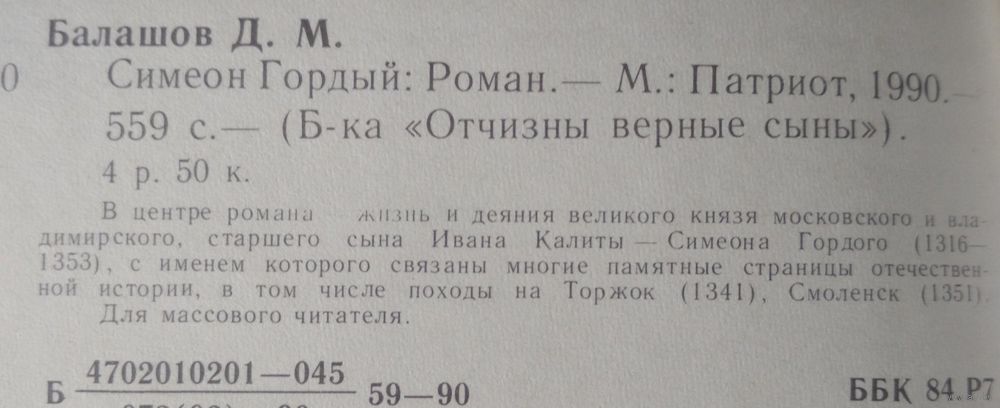 Балашов Д. М.
0 Симеон Гордый: Роман.— М.: Патриот, 1990.—
559 с.— (Б-ка «Отчизны верные сыны»).
4 р. 50 к.
В центре романа жизнь и деяния великого князя московского и вла-
димирского, старшего сына Ивана Калиты — Симеона Гордого (1316—
1353), с именем которого связаны многие памятные страницы отечествен-
ной истории, в том числе походы на Торжок (1341), Смоленск (1351).
Для массового читателя.
4702010201—045
Б 59—90 ББК 84 Р7